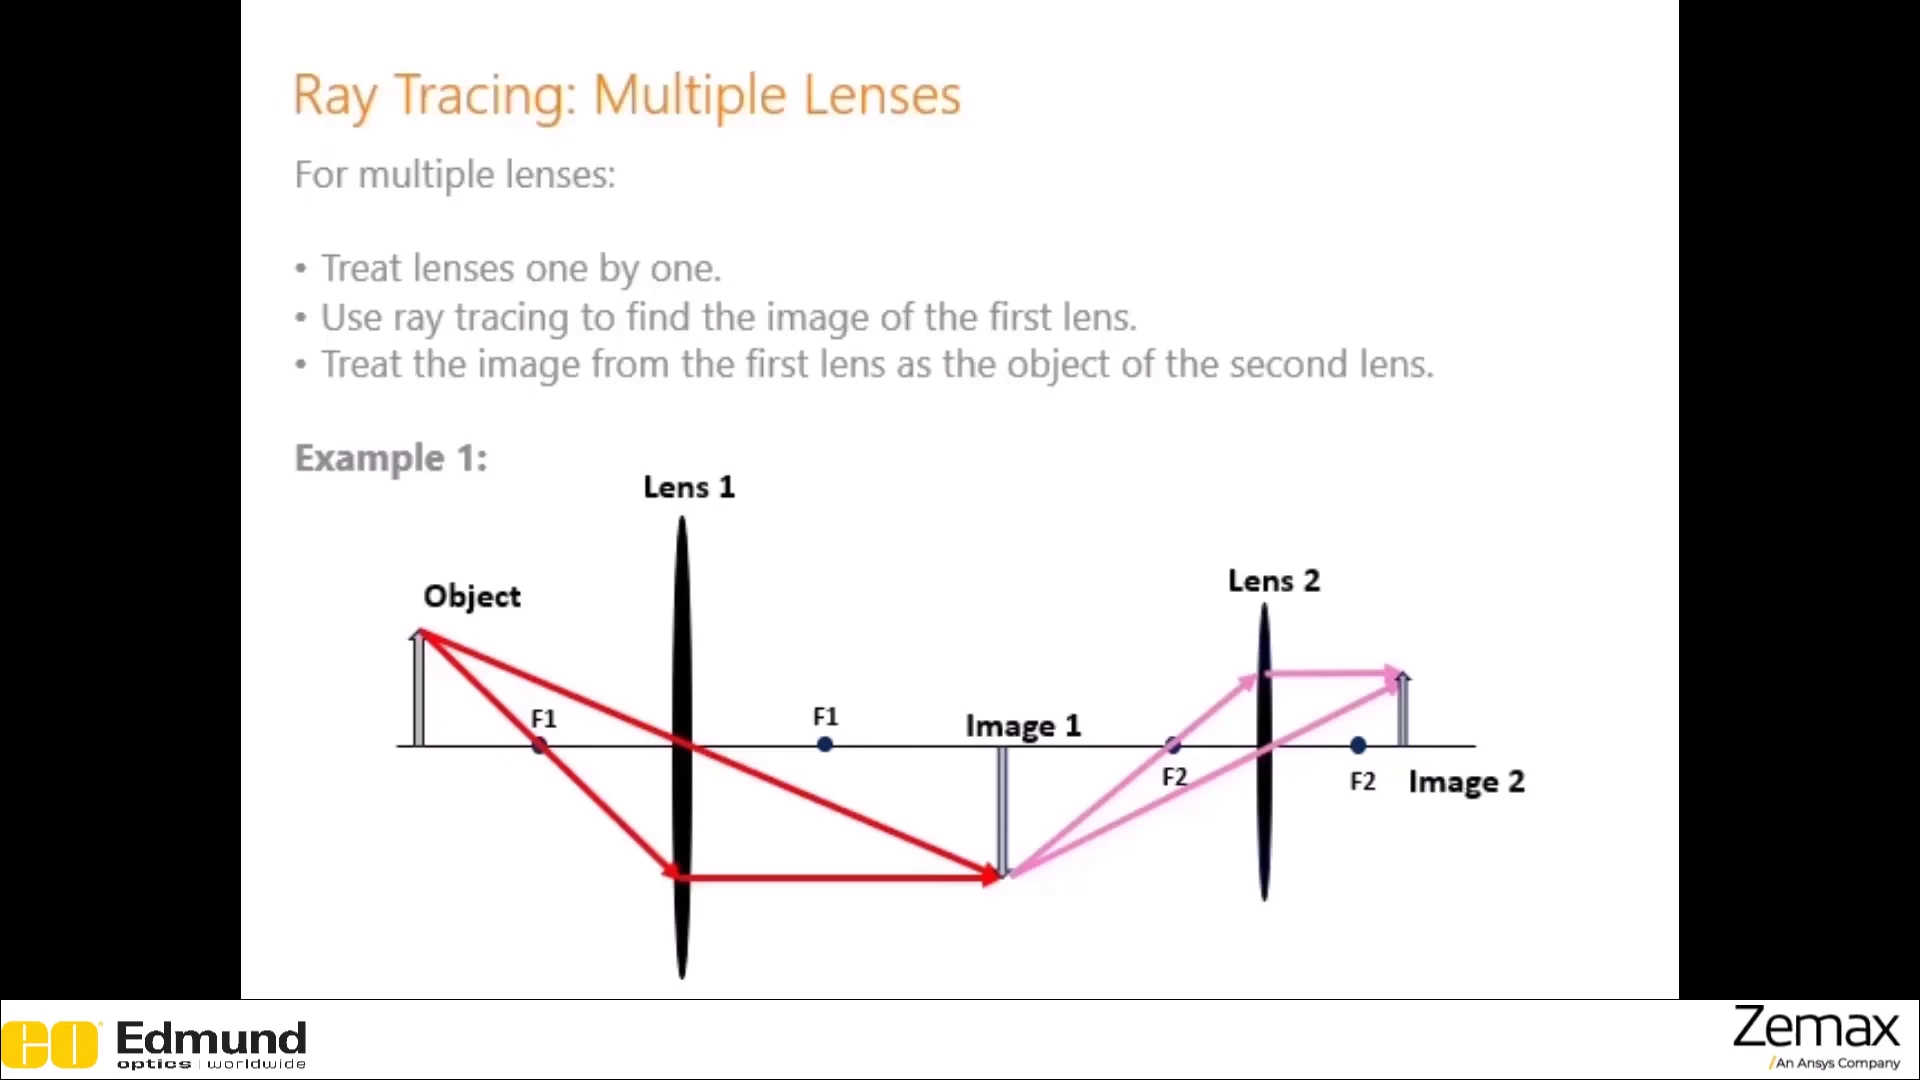 Ray Tracing: Multiple Lenses
For multiple lenses:
• Treat lenses one by one.
• Use ray tracing to find the image of the first lens.
• Treat the image from the first lens as the object of the second lens.
Example 1:
Lens 1
Lens 2
Object
F1
F1
Image 1
F2
F2
Image 2
EO Edmund
optics | worldwide
Zemax
/An Ansys Company